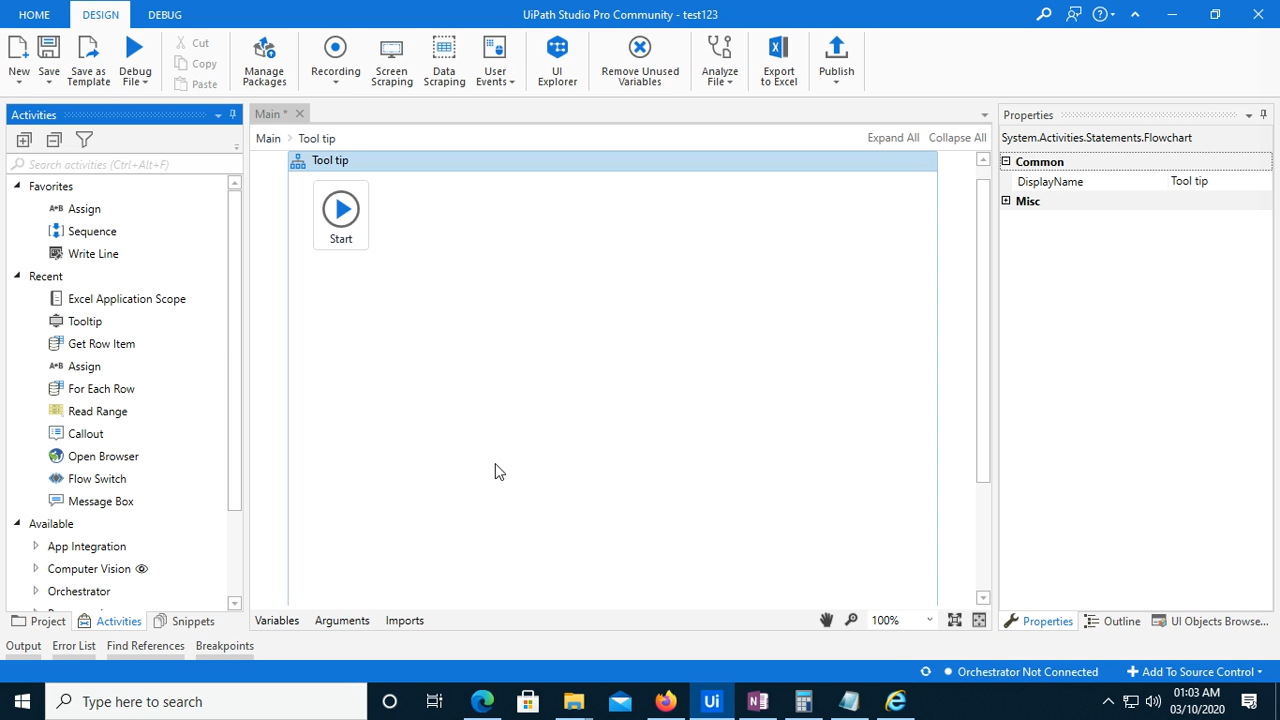 HOME DESIGN DEBUG UiPath Studio Pro Community - test123
New Save Save as Template Debug File Cut Copy Paste Manage Packages Recording Screen Scraping Data Scraping User Events UI Explorer Remove Unused Variables Analyze File Export to Excel Publish
Activities
Search activities (Ctrl+Alt+F)
Favorites
Assign
Sequence
Write Line
Recent
Excel Application Scope
Tooltip
Get Row Item
Assign
For Each Row
Read Range
Callout
Open Browser
Flow Switch
Message Box
Available
App Integration
Computer Vision
Orchestrator
Project Activities Snippets
Main *
Main Tool tip Expand All Collapse All
Tool tip
Start
Variables Arguments Imports 100%
Properties
System.Activities.Statements.Flowchart
Common
DisplayName Tool tip
Misc
Properties Outline UI Objects Browse...
Output Error List Find References Breakpoints
Orchestrator Not Connected Add To Source Control
Type here to search
Ui
01:03 AM
03/10/2020